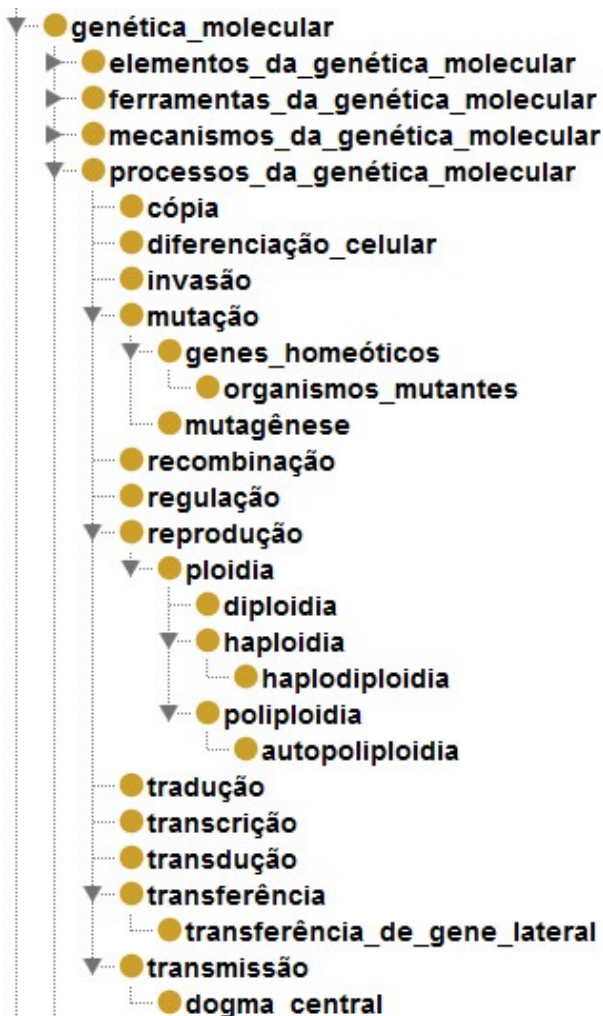 genética_molecular
elementos_da_genética_molecular
ferramentas_da_genética_molecular
mecanismos_da_genética_molecular
processos_da_genética_molecular
cópia
diferenciação_celular
invasão
mutação
genes_homeóticos
organismos_mutantes
mutagênese
recombinação
regulação
reprodução
ploidia
diploidia
haploidia
haplodiploidia
poliploidia
autopoliploidia
tradução
transcrição
transdução
transferência
transferência_de_gene_lateral
transmissão
dogma_central